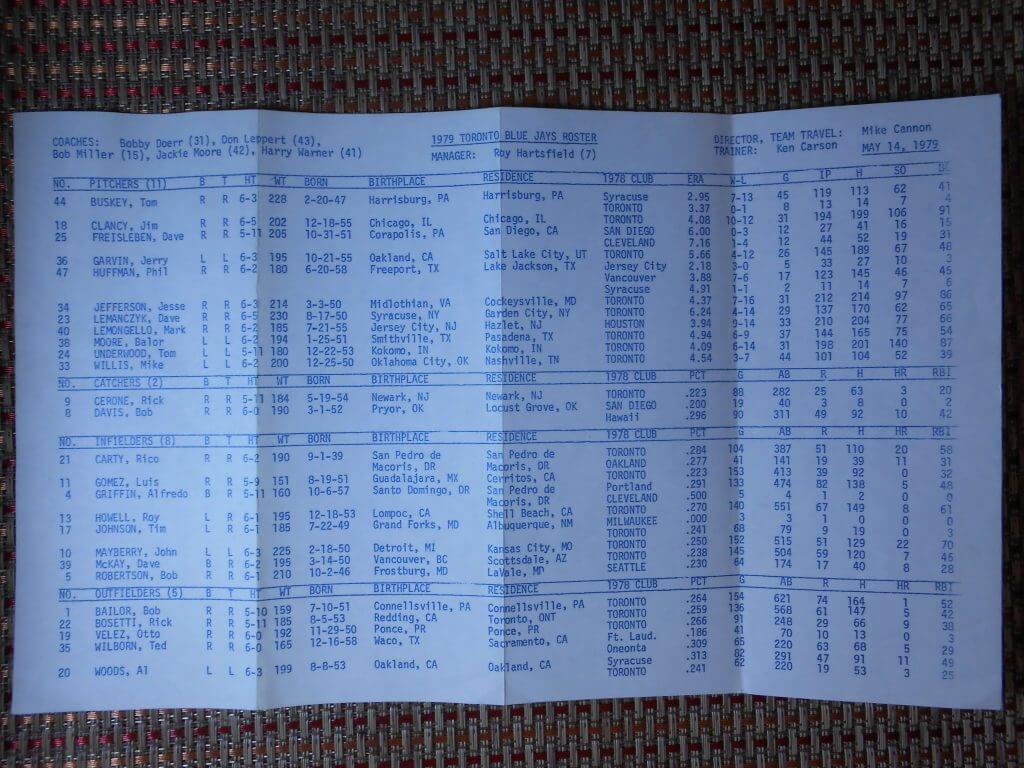 COACHES: Bobby Doerr (31), Don Leppert (43), 1979 TORONTO BLUE JAYS ROSTER DIRECTOR, TEAM TRAVEL: Mike Cannon
Bob Miller (15), Jackie Moore (42), Harry Warner (41) MANAGER: Roy Hartsfield (7) TRAINER: Ken Carson MAY 14, 1979
NO. PITCHERS (11) B T HT WT BORN BIRTHPLACE RESIDENCE 1978 CLUB ERA W-L G IP H SO BB
44 BUSKEY, Tom R R 6-3 228 2-20-47 Harrisburg, PA Harrisburg, PA Syracuse 2.95 7-13 45 119 113 62 41
TORONTO 3.37 0-1 8 13 14 7 4
18 CLANCY, Jim R R 6-5 202 12-18-55 Chicago, IL Chicago, IL TORONTO 4.08 10-12 31 194 199 106 91
25 FREISLEBEN, Dave R R 5-11 205 10-31-51 Corapolis, PA San Diego, CA SAN DIEGO 6.00 0-3 12 27 41 16 15
CLEVELAND 7.16 1-4 12 44 52 19 31
36 GARVIN, Jerry L L 6-3 195 10-21-55 Oakland, CA Salt Lake City, UT TORONTO 5.66 4-12 26 145 189 67 48
47 HUFFMAN, Phil R R 6-2 180 6-20-58 Freeport, TX Lake Jackson, TX Jersey City 2.18 3-0 5 33 27 10 3
Vancouver 3.88 7-6 17 123 145 46 45
Syracuse 4.91 1-1 2 11 14 7 6
34 JEFFERSON, Jesse R R 6-3 214 3-3-50 Midlothian, VA Cockeysville, MD TORONTO 4.37 7-16 31 212 214 97 86
23 LEMANCZYK, Dave R R 6-5 230 8-17-50 Syracuse, NY Garden City, NY TORONTO 6.24 4-14 29 137 170 62 65
40 LEMONGELLO, Mark R R 6-2 185 7-21-55 Jersey City, NJ Hazlet, NJ HOUSTON 3.94 9-14 33 210 204 77 66
38 MOORE, Balor L L 6-2 194 1-25-51 Smithville, TX Pasadena, TX TORONTO 4.94 6-9 37 144 165 75 54
24 UNDERWOOD, Tom L L 5-11 180 12-22-53 Kokomo, IN Kokomo, IN TORONTO 4.09 6-14 31 198 201 140 87
33 WILLIS, Mike L L 6-2 200 12-25-50 Oklahoma City, OK Nashville, TN TORONTO 4.54 3-7 44 101 104 52 39
NO. CATCHERS (2) B T HT WT BORN BIRTHPLACE RESIDENCE 1978 CLUB PCT G AB R H HR RBI
9 CERONE, Rick R R 5-11 184 5-19-54 Newark, NJ Newark, NJ TORONTO .223 88 282 25 63 3 20
8 DAVIS, Bob R R 6-0 190 3-1-52 Pryor, OK Locust Grove, OK SAN DIEGO .200 19 40 3 8 0 2
Hawaii .296 90 311 49 92 10 42
NO. INFIELDERS (8) B T HT WT BORN BIRTHPLACE RESIDENCE 1978 CLUB PCT G AB R H HR RBI
21 CARTY, Rico R R 6-2 190 9-1-39 San Pedro de San Pedro de TORONTO .284 104 387 51 110 20 58
Macoris, DR Macoris, DR OAKLAND .277 41 141 19 39 11 31
11 GOMEZ, Luis R R 5-9 151 8-19-51 Guadalajara, MX Cerritos, CA TORONTO .223 153 413 39 92 0 32
4 GRIFFIN, Alfredo B R 5-11 160 10-6-57 Santo Domingo, DR San Pedro de Portland .291 133 474 82 138 5 48
Macoris, DR CLEVELAND .500 5 4 1 2 0 0
13 HOWELL, Roy L R 6-1 195 12-18-53 Lompoc, CA Shell Beach, CA TORONTO .270 140 551 67 149 8 61
17 JOHNSON, Tim L R 6-1 185 7-22-49 Grand Forks, MD Albuquerque, NM MILWAUKEE .000 3 3 1 0 0 0
TORONTO .241 68 79 9 19 0 3
10 MAYBERRY, John L L 6-3 225 2-18-50 Detroit, MI Kansas City, MO TORONTO .250 152 515 51 129 22 70
39 McKAY, Dave B R 6-2 195 3-14-50 Vancouver, BC Scottsdale, AZ TORONTO .238 145 504 59 120 7 45
5 ROBERTSON, Bob R R 6-1 210 10-2-46 Frostburg, MD LaVale, MD SEATTLE .230 64 174 17 40 8 28
NO. OUTFIELDERS (5) B T HT WT BORN BIRTHPLACE RESIDENCE 1978 CLUB PCT G AB R H HR RBI
1 BAILOR, Bob R R 5-10 159 7-10-51 Connellsville, PA Connellsville, PA TORONTO .264 154 621 74 164 1 52
22 BOSETTI, Rick R R 5-11 185 8-5-53 Redding, CA Toronto, ONT TORONTO .259 136 568 61 147 5 42
19 VELEZ, Otto R R 6-0 192 11-29-50 Ponce, PR Ponce, PR TORONTO .266 91 248 29 66 9 38
35 WILBORN, Ted R R 6-0 165 12-16-58 Waco, TX Sacramento, CA Ft. Laud. .186 41 70 10 13 0 3
Oneonta .309 65 220 63 68 5 29
20 WOODS, Al L L 6-3 199 8-8-53 Oakland, CA Oakland, CA Syracuse .313 82 291 47 91 11 49
TORONTO .241 62 220 19 53 3 25